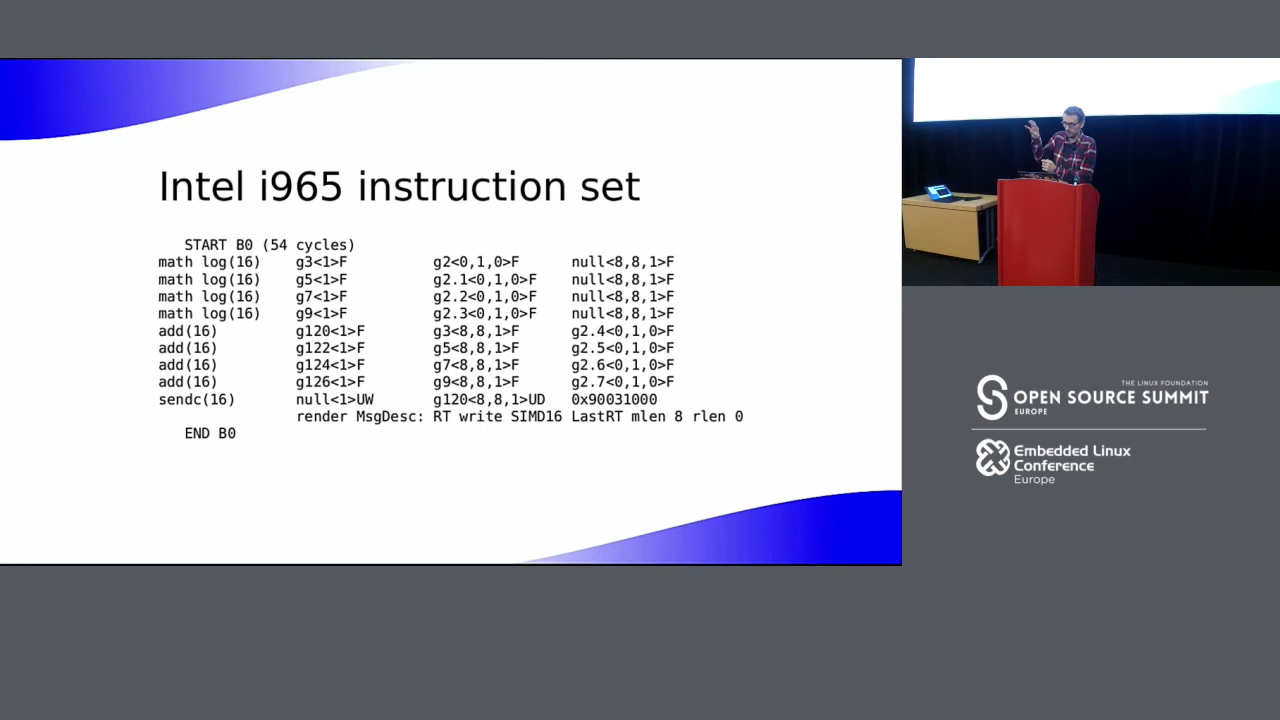 Intel i965 instruction set
START B0 (54 cycles)
math log(16) g3<1>F g2<0,1,0>F null<8,8,1>F
math log(16) g5<1>F g2.1<0,1,0>F null<8,8,1>F
math log(16) g7<1>F g2.2<0,1,0>F null<8,8,1>F
math log(16) g9<1>F g2.3<0,1,0>F null<8,8,1>F
add(16) g120<1>F g3<8,8,1>F g2.4<0,1,0>F
add(16) g122<1>F g5<8,8,1>F g2.5<0,1,0>F
add(16) g124<1>F g7<8,8,1>F g2.6<0,1,0>F
add(16) g126<1>F g9<8,8,1>F g2.7<0,1,0>F
sendc(16) null<1>UW g120<8,8,1>UD 0x90031000
render MsgDesc: RT write SIMD16 LastRT mlen 8 rlen 0
END B0
THE LINUX FOUNDATION
OPEN SOURCE SUMMIT
EUROPE
Embedded Linux
Conference
Europe